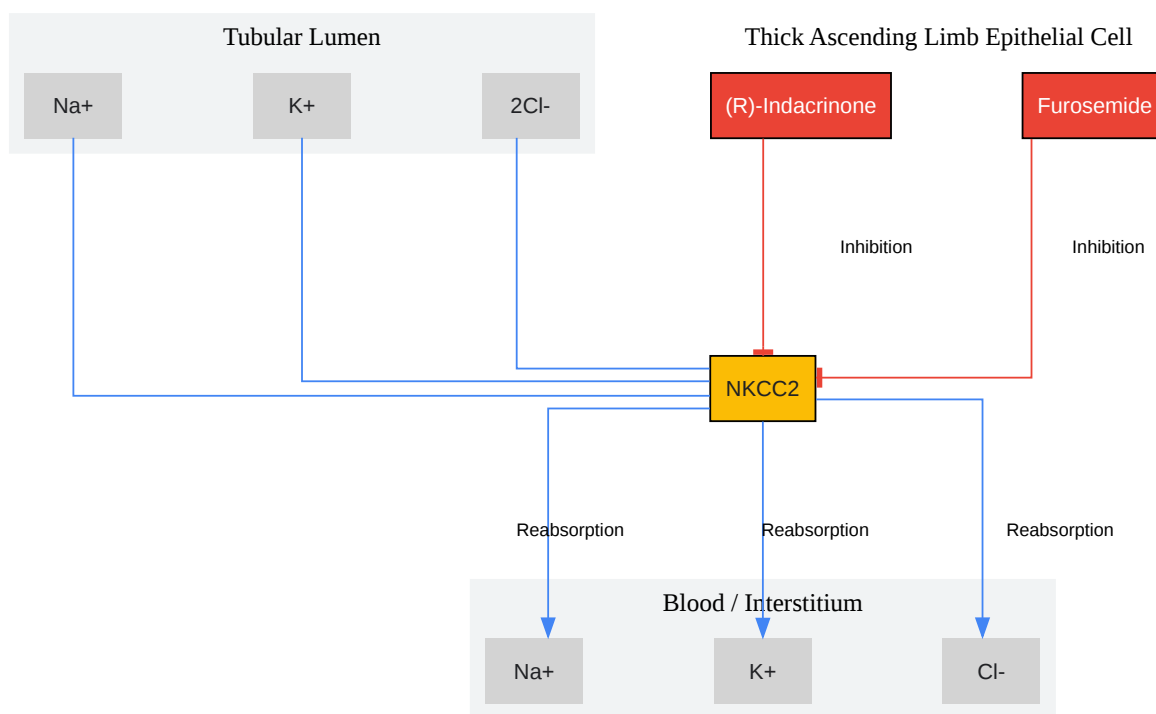 Tubular Lumen
Thick Ascending Limb Epithelial Cell
Na+
K+
2Cl-
(R)-Indacrinone
Furosemide
Inhibition
Inhibition
NKCC2
Reabsorption
Reabsorption
Reabsorption
Blood / Interstitium
Na+
K+
Cl-